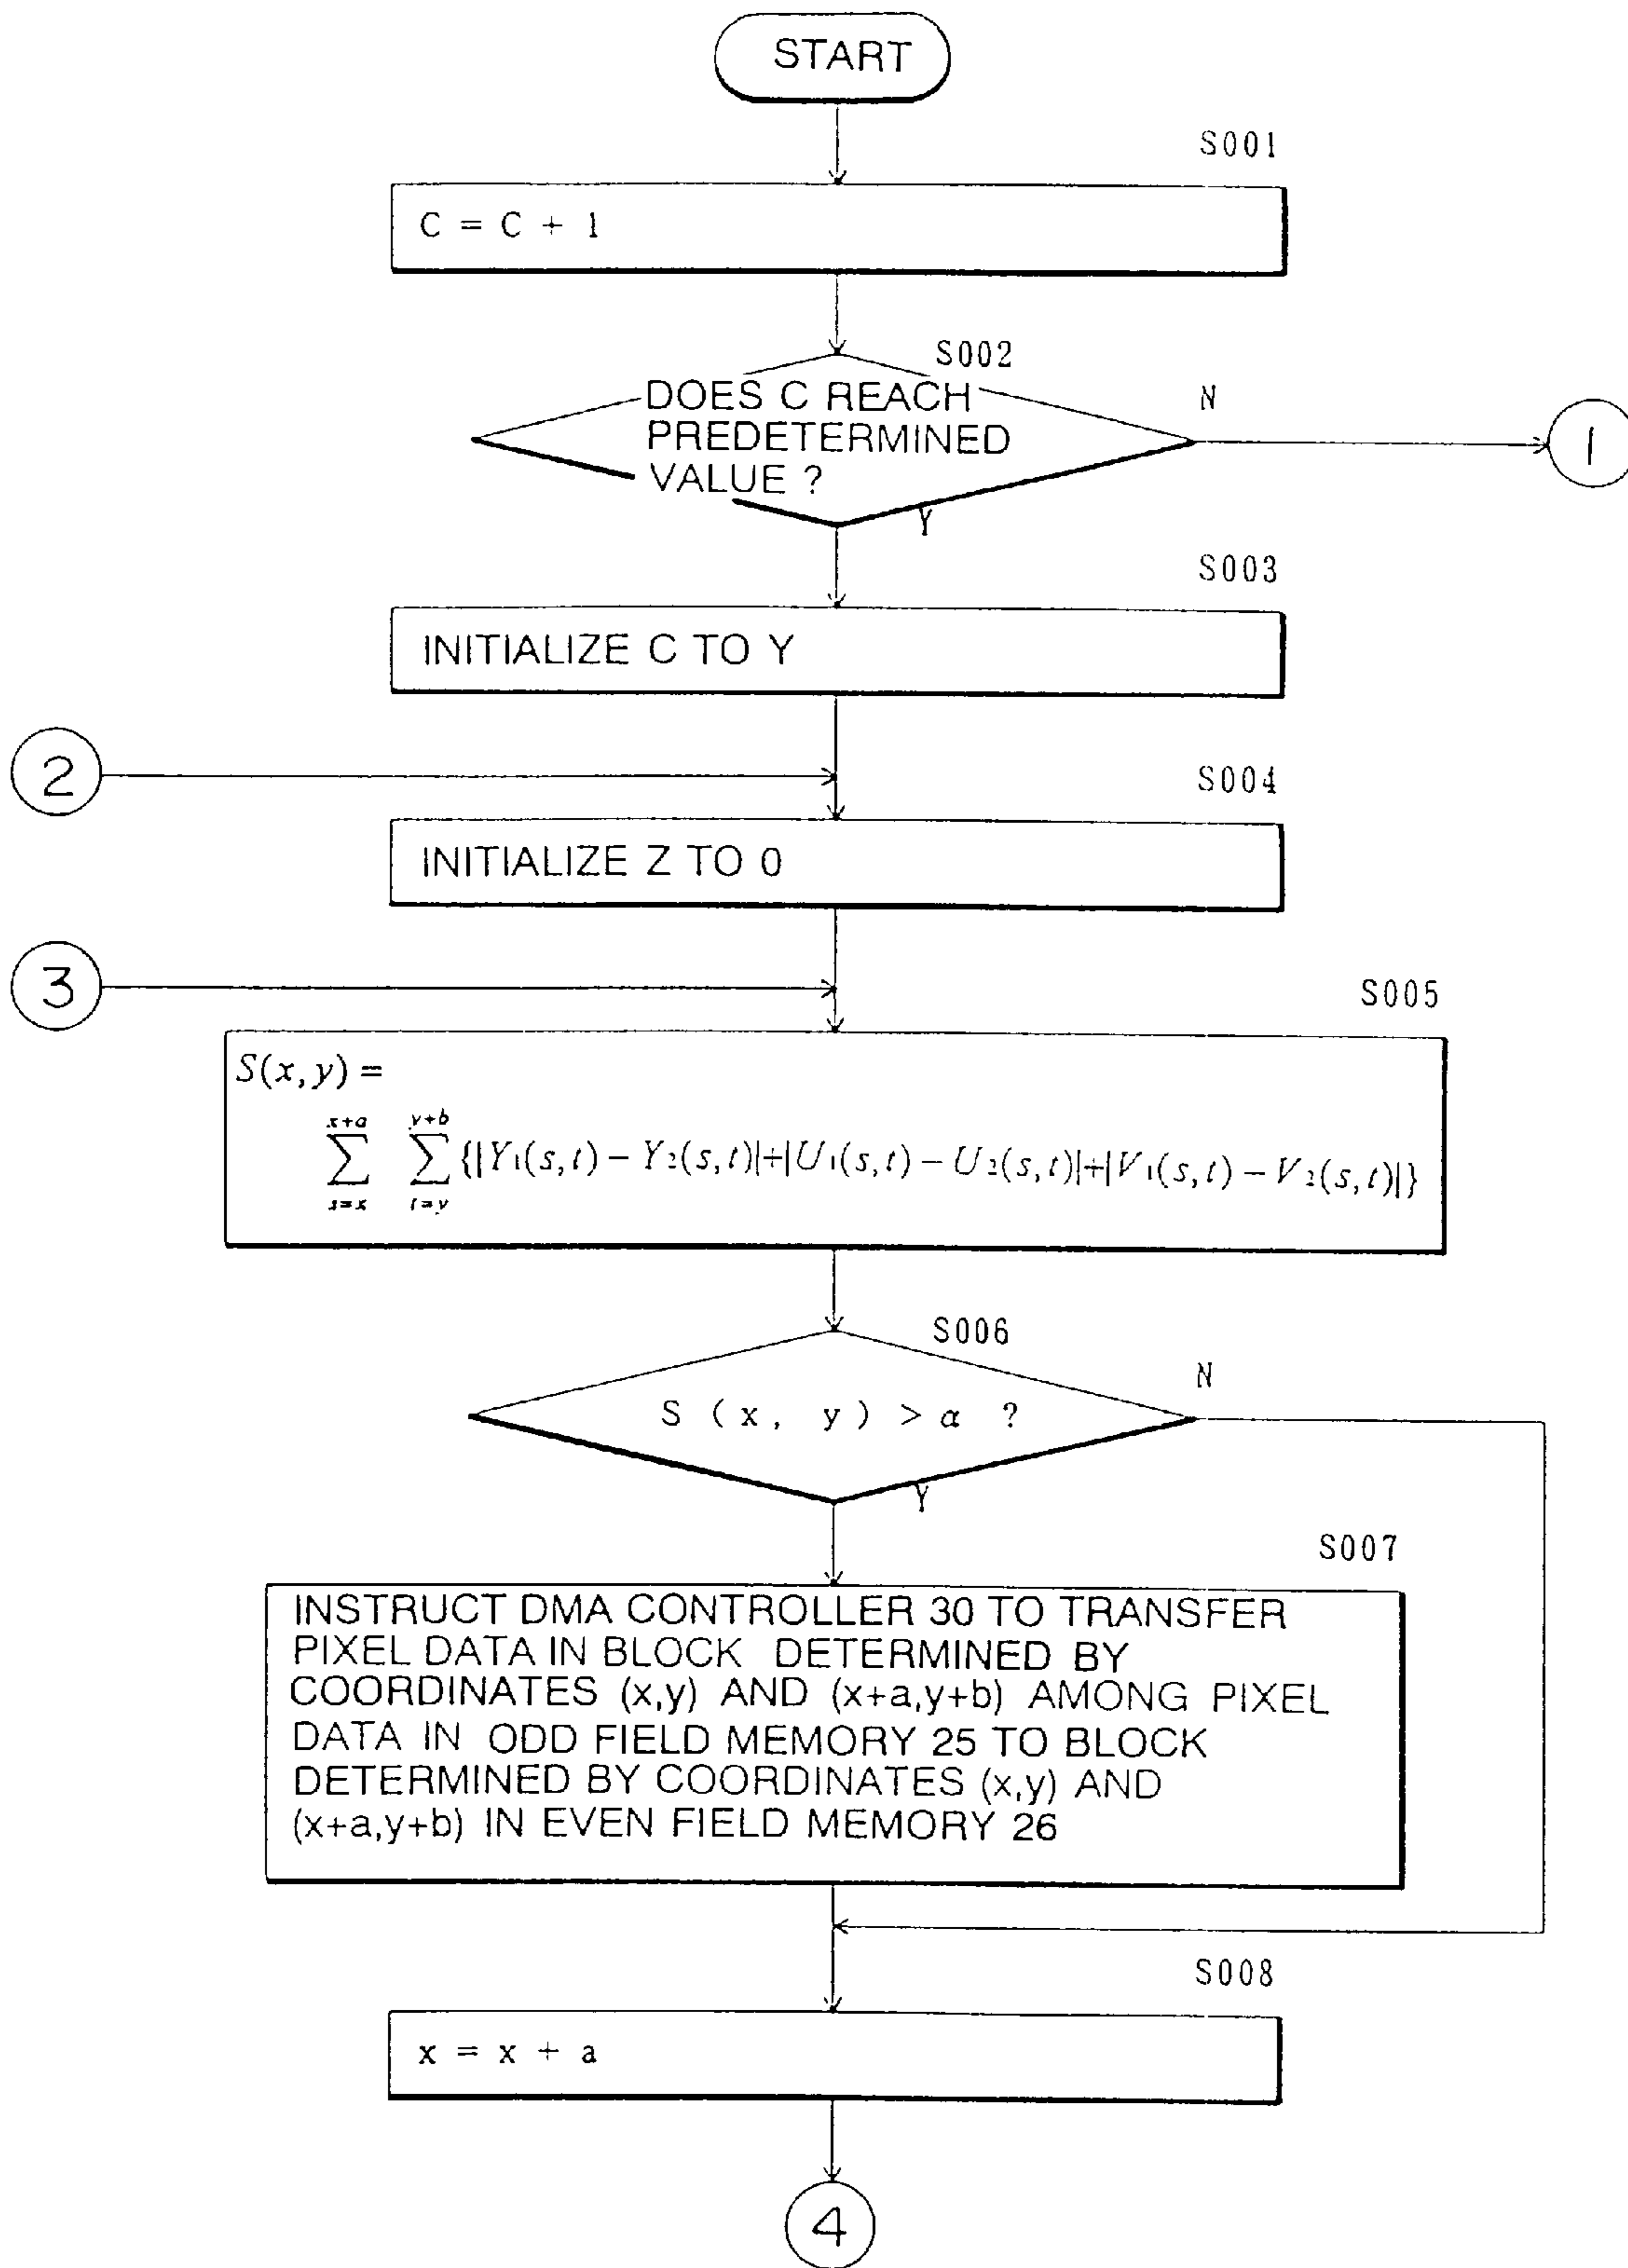 START
S001
C = C + 1
S002
DOES C REACH
PREDETERMINED
VALUE ?
N
1
Y
S003
INITIALIZE C TO Y
2
S004
INITIALIZE Z TO 0
3
S005
S(x,y) =
x+a y+b
∑ ∑ {|Y₁(s,t) − Y₂(s,t)|+|U₁(s,t) − U₂(s,t)|+|V₁(s,t) − V₂(s,t)|}
s=x t=y
S006
N
S ( x , y ) > α ?
Y
S007
INSTRUCT DMA CONTROLLER 30 TO TRANSFER
PIXEL DATA IN BLOCK DETERMINED BY
COORDINATES (x,y) AND (x+a,y+b) AMONG PIXEL
DATA IN ODD FIELD MEMORY 25 TO BLOCK
DETERMINED BY COORDINATES (x,y) AND
(x+a,y+b) IN EVEN FIELD MEMORY 26
S008
x = x + a
4